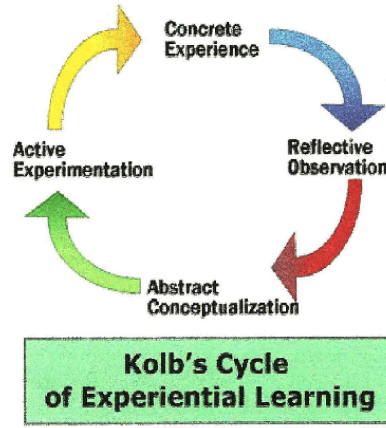 Concrete
Experience
Reflective
Observation
Abstract
Conceptualization
Active
Experimentation
Kolb's Cycle
of Experiential Learning